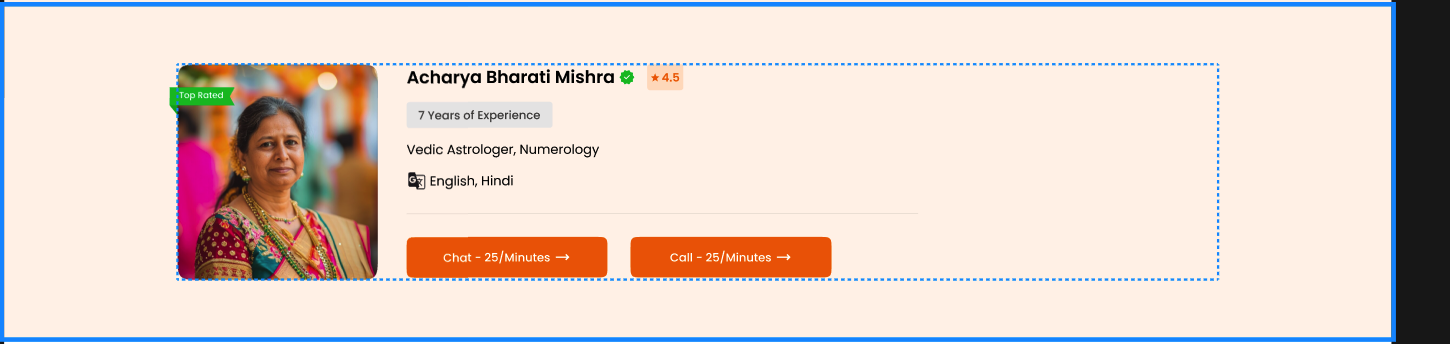 Top Rated
Acharya Bharati Mishra
★ 4.5
7 Years of Experience
Vedic Astrologer, Numerology
English, Hindi
Chat - 25/Minutes →
Call - 25/Minutes →